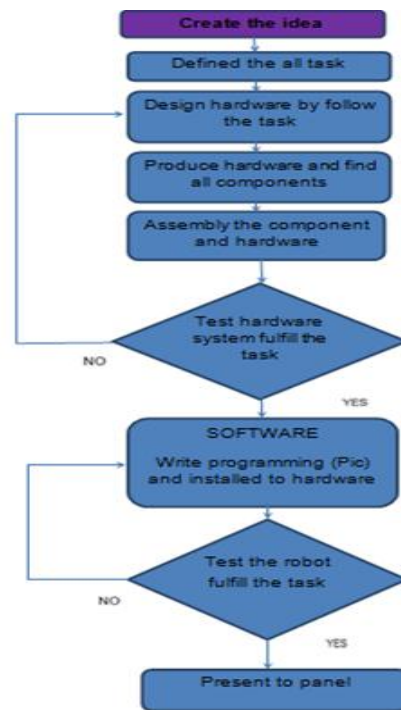 Create the idea
Defined the all task
Design hardware by follow
the task
Produce hardware and find
all components
Assembly the component
and hardware
Test hardware
system fulfill the
task
NO
YES
SOFTWARE
Write programming (Pic)
and installed to hardware
Test the robot
fulfill the task
NO
YES
Present to panel